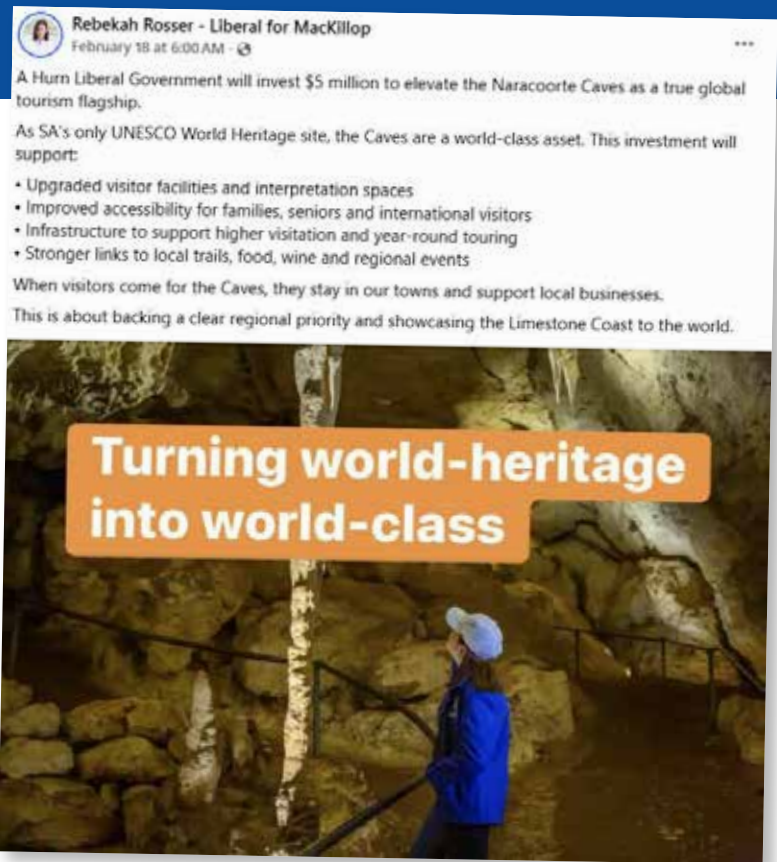 Rebekah Rosser - Liberal for MacKillop
February 18 at 6:00 AM ·
A Hurn Liberal Government will invest $5 million to elevate the Naracoorte Caves as a true global
tourism flagship.
As SA's only UNESCO World Heritage site, the Caves are a world-class asset. This investment will
support:
• Upgraded visitor facilities and interpretation spaces
• Improved accessibility for families, seniors and international visitors
• Infrastructure to support higher visitation and year-round touring
• Stronger links to local trails, food, wine and regional events
When visitors come for the Caves, they stay in our towns and support local businesses.
This is about backing a clear regional priority and showcasing the Limestone Coast to the world.
Turning world-heritage
into world-class